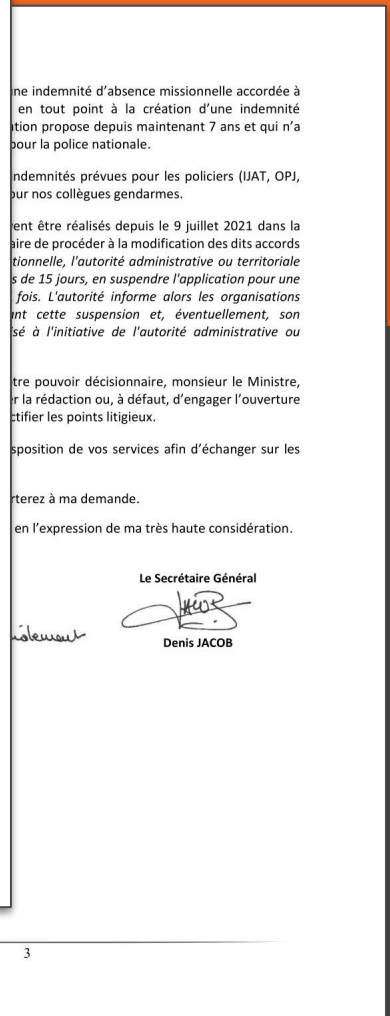 ne indemnité d'absence missionnelle accordée à
en tout point à la création d'une indemnité
tion propose depuis maintenant 7 ans et qui n'a
pour la police nationale.
ndemnités prévues pour les policiers (IJAT, OPJ,
ur nos collègues gendarmes.
ent être réalisés depuis le 9 juillet 2021 dans la
aire de procéder à la modification des dits accords
tionnelle, l'autorité administrative ou territoriale
s de 15 jours, en suspendre l'application pour une
fois. L'autorité informe alors les organisations
nt cette suspension et, éventuellement, son
sé à l'initiative de l'autorité administrative ou
tre pouvoir décisionnaire, monsieur le Ministre,
r la rédaction ou, à défaut, d'engager l'ouverture
ctifier les points litigieux.
sposition de vos services afin d'échanger sur les
rterez à ma demande.
en l'expression de ma très haute considération.
Le Secrétaire Général
JACOB
Denis JACOB
3